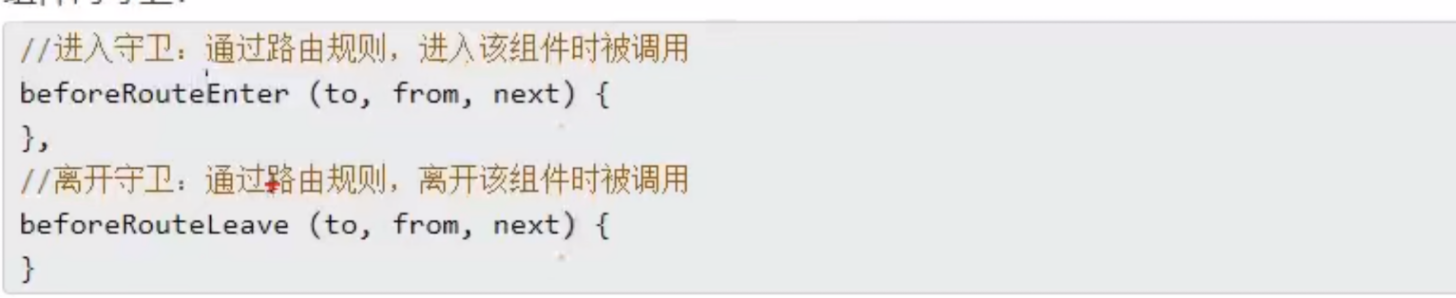 //进入守卫：通过路由规则，进入该组件时被调用
beforeRouteEnter (to, from, next) {
},
//离开守卫：通过路由规则，离开该组件时被调用
beforeRouteLeave (to, from, next) {
}